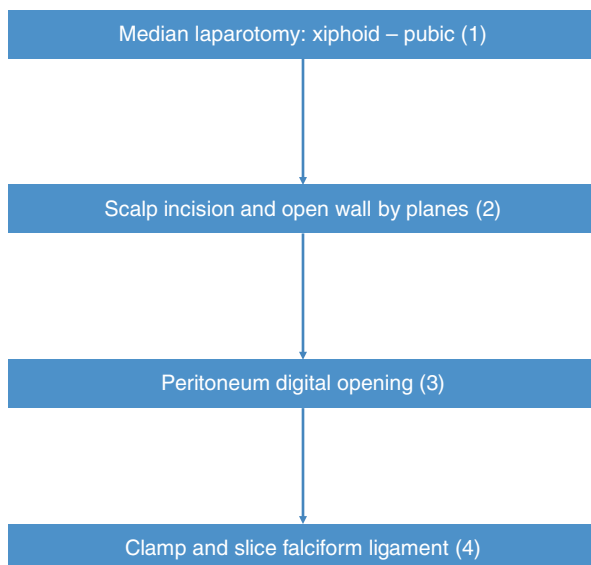 Median laparotomy: xiphoid – pubic (1)
Scalp incision and open wall by planes (2)
Peritoneum digital opening (3)
Clamp and slice falciform ligament (4)